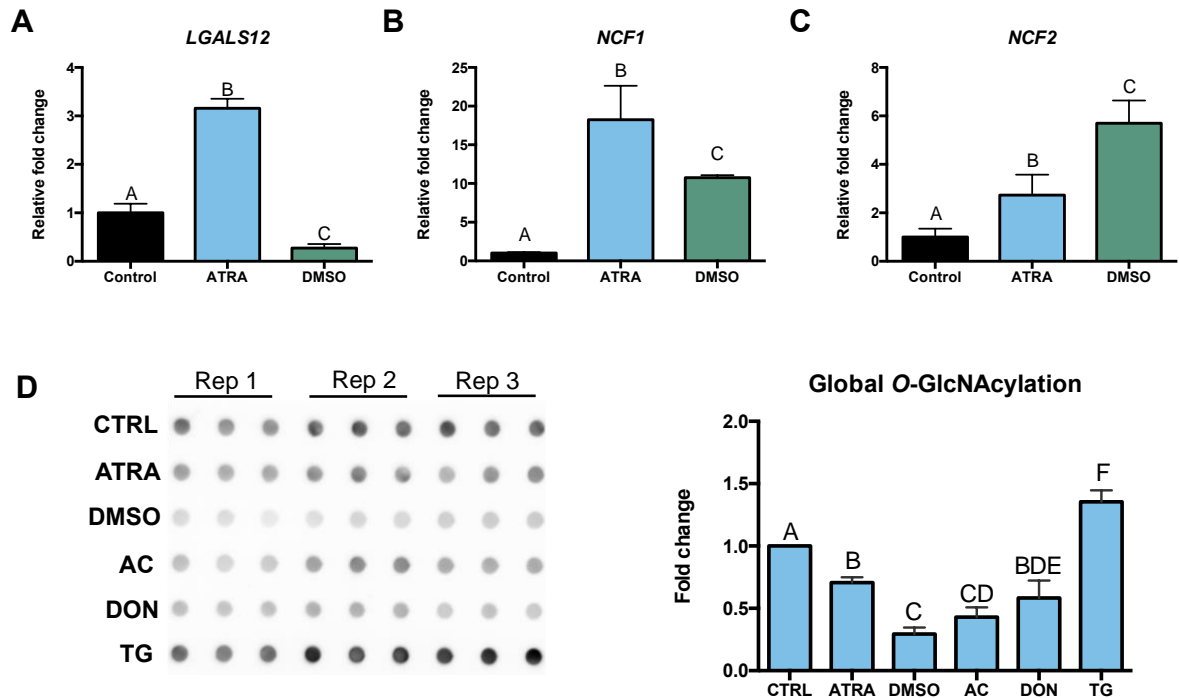 A
LGALS12
Relative fold change
4
3
2
1
0
A
B
C
Control ATRA DMSO
B
NCF1
Relative fold change
25
20
15
10
5
0
A
B
C
Control ATRA DMSO
C
NCF2
Relative fold change
8
6
4
2
0
A
B
C
Control ATRA DMSO
D
Rep 1 Rep 2 Rep 3
CTRL
ATRA
DMSO
AC
DON
TG
Global O-GlcNAcylation
Fold change
2.0
1.5
1.0
0.5
0.0
A
B
C
CD
BDE
F
CTRL ATRA DMSO AC DON TG